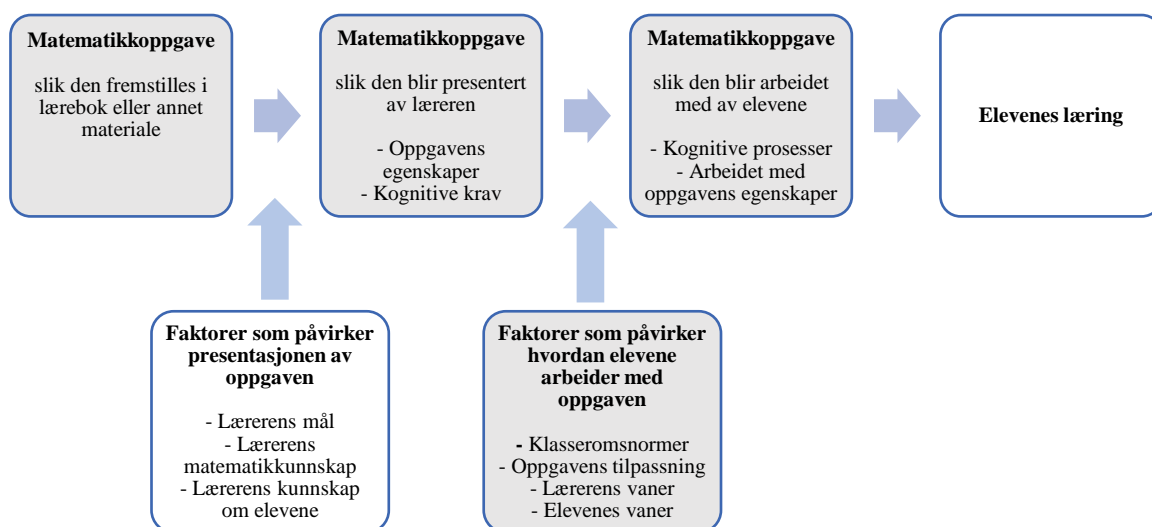 Matematikkoppgave
slik den fremstilles i
lærebok eller annet
materiale
Matematikkoppgave
slik den blir presentert
av læreren
- Oppgavens
egenskaper
- Kognitive krav
Matematikkoppgave
slik den blir arbeidet
med av elevene
- Kognitive prosesser
- Arbeidet med
oppgavens egenskaper
Elevenes læring
Faktorer som påvirker
presentasjonen av
oppgaven
- Lærerens mål
- Lærerens
matematikkunnskap
- Lærerens kunnskap
om elevene
Faktorer som påvirker
hvordan elevene
arbeider med
oppgaven
- Klasseromsnormer
- Oppgavens tilpassning
- Lærerens vaner
- Elevenes vaner